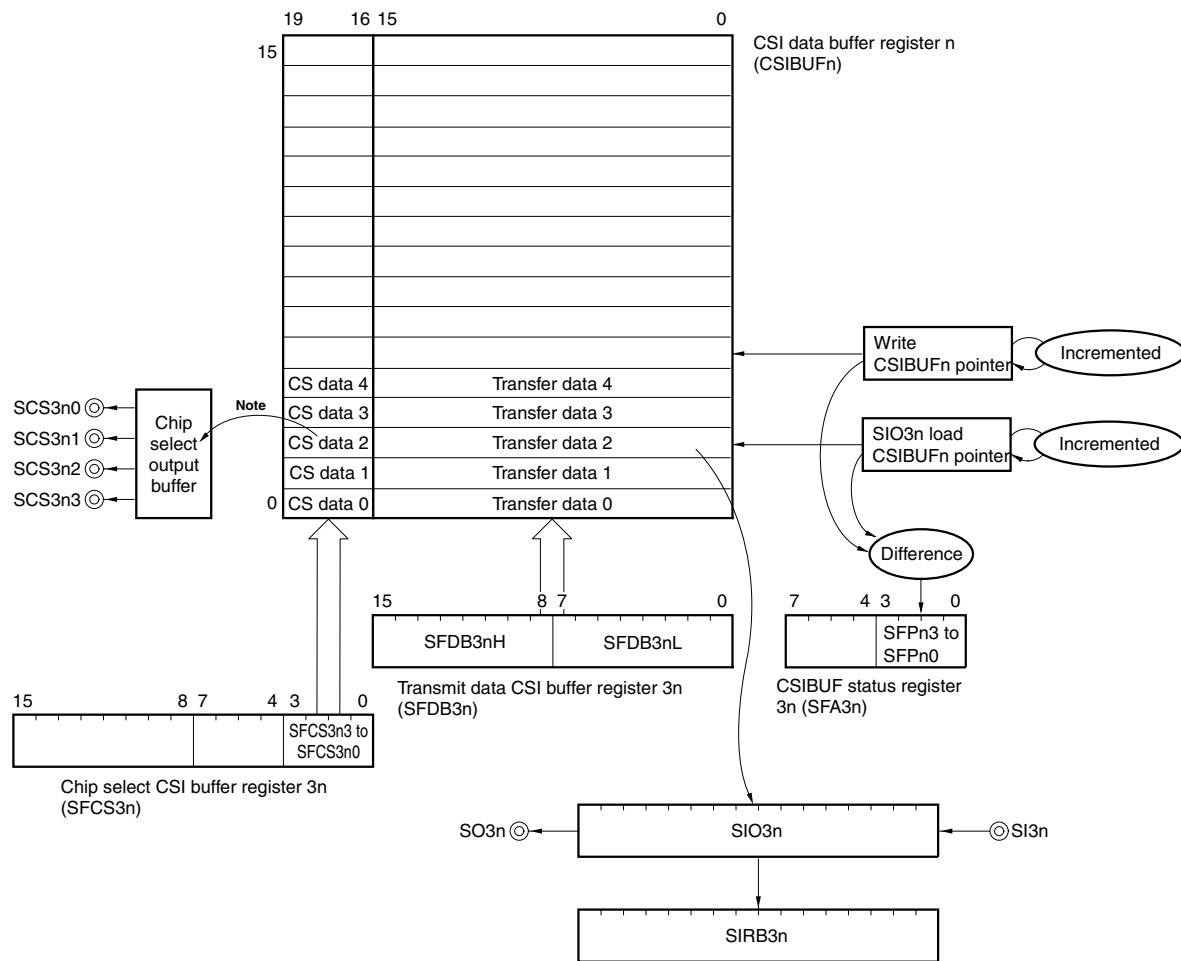 19 16 15 0
CSI data buffer register n
(CSIBUFn)
15
Write
CSIBUFn pointer
Incremented
CS data 4 Transfer data 4
CS data 3 Transfer data 3
CS data 2 Transfer data 2
CS data 1 Transfer data 1
0 CS data 0 Transfer data 0
Note
SCS3n0
SCS3n1
SCS3n2
SCS3n3
Chip
select
output
buffer
SIO3n load
CSIBUFn pointer
Incremented
Difference
15 8 7 0
SFDB3nH SFDB3nL
Transmit data CSI buffer register 3n
(SFDB3n)
7 4 3 0
SFPn3 to
SFPn0
CSIBUF status register
3n (SFA3n)
15 8 7 4 3 0
SFCS3n3 to
SFCS3n0
Chip select CSI buffer register 3n
(SFCS3n)
SO3n SIO3n SI3n
SIRB3n